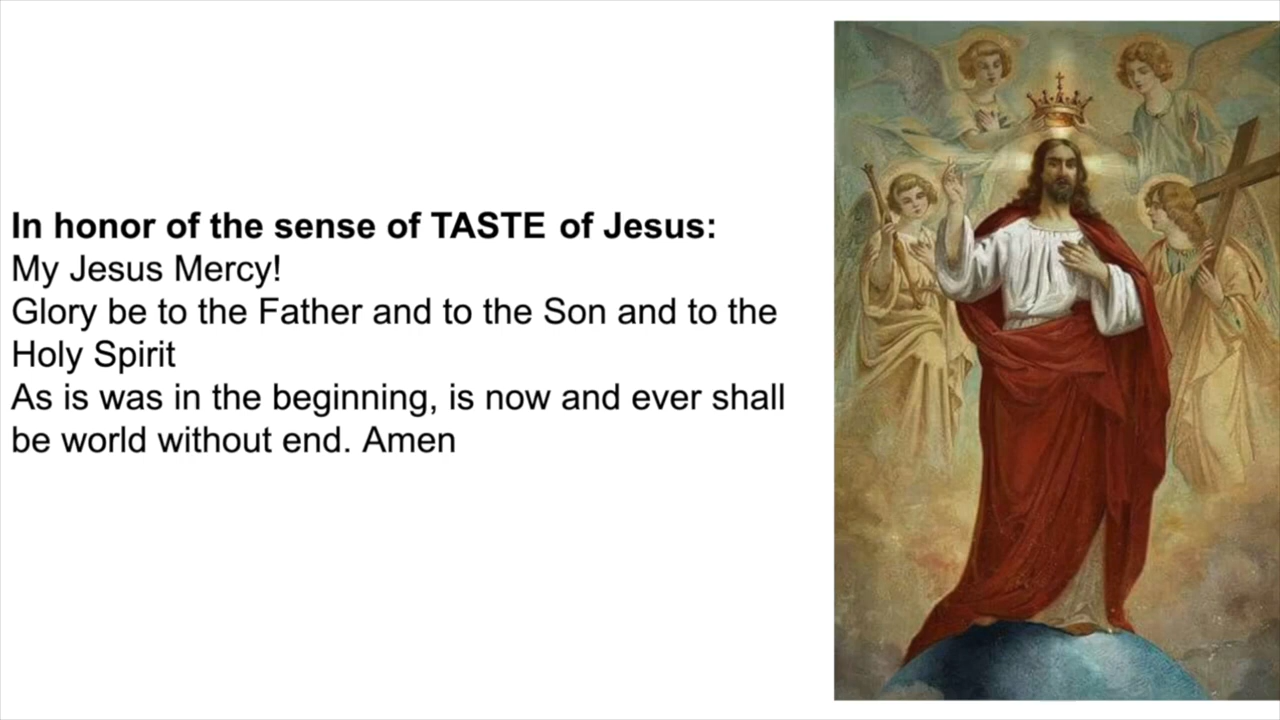 In honor of the sense of TASTE of Jesus:
My Jesus Mercy!
Glory be to the Father and to the Son and to the
Holy Spirit
As is was in the beginning, is now and ever shall
be world without end. Amen